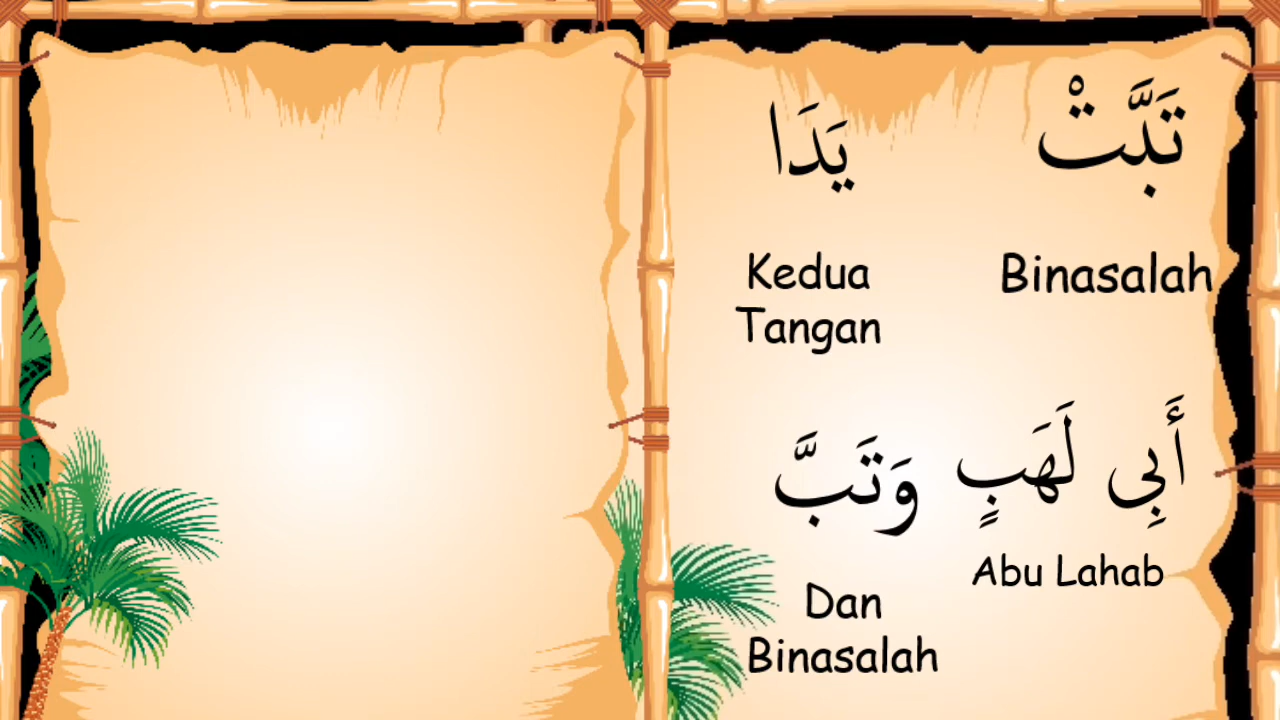 تَبَّتْ يَدَا
Binasalah Kedua
Tangan
أَبِي لَهَبٍ وَتَبَّ
Abu Lahab
Dan
Binasalah